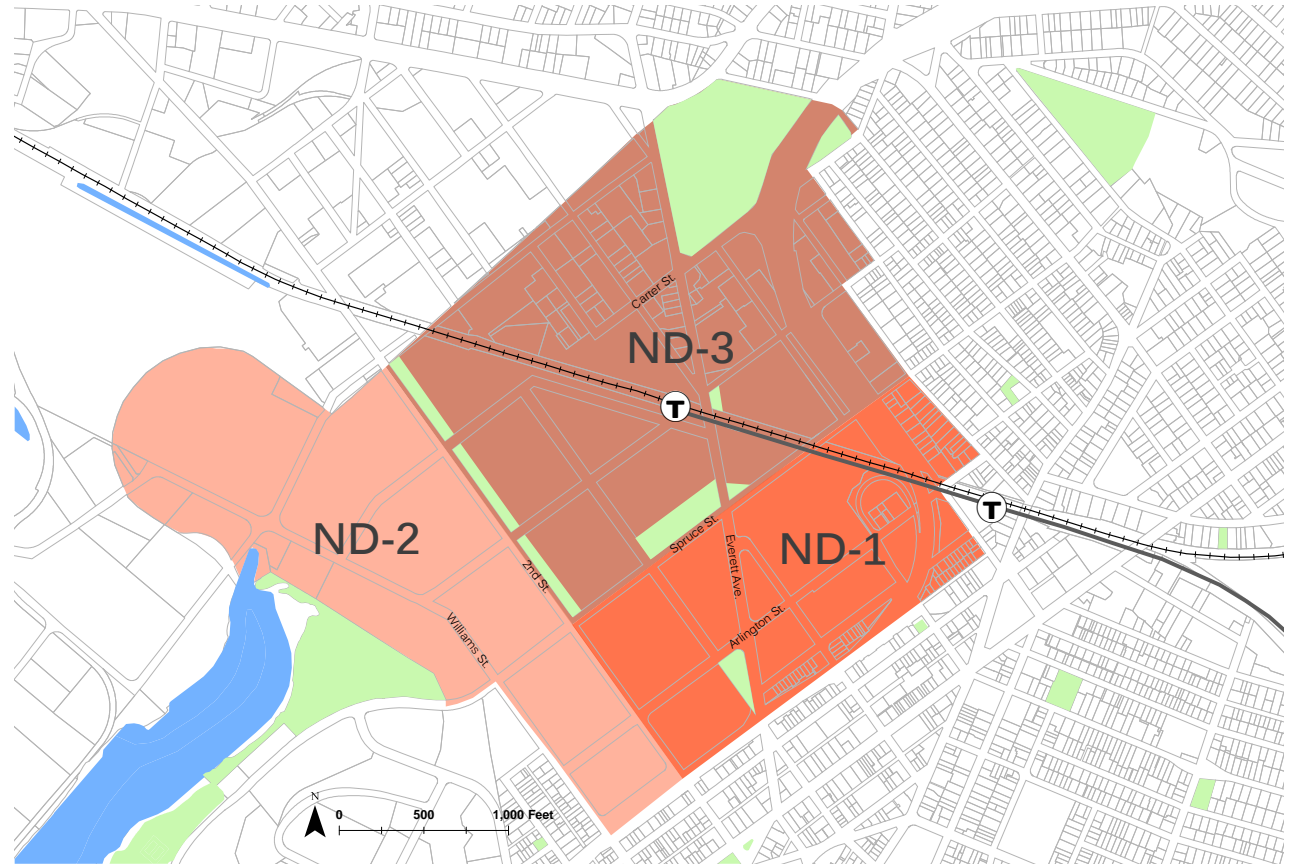 Carter St.
ND-3
T
T
Spruce St.
ND-1
ND-2
Everett Ave.
2nd St.
Arlington St.
Williams St.
N
0 500 1,000 Feet